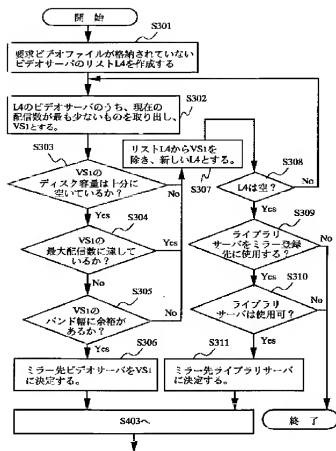 開始
S301
要求ビデオファイルが格納されていない
ビデオサーバのリストL4を作成する
S302
L4のビデオサーバのうち、現在の
配信数が最も少ないものを取り出し、
VS1とする。
S303
VS1の
ディスク容量は十分に
空いているか？
No
Yes
リストL4からVS1を
除き、新しいL4とする。
S307
S308
L4は空？
No
Yes
S304
VS1の
最大配信数に達して
いるか？
Yes
No
S309
ライブラリ
サーバをミラー登録
先に使用する？
No
Yes
S305
VS1の
バンド幅に余裕が
あるか？
No
Yes
S310
ライブラリ
サーバは使用可？
No
Yes
S306
ミラー先ビデオサーバをVS1
に決定する。
S311
ミラー先ライブラリサーバ
に決定する。
S403へ
終了